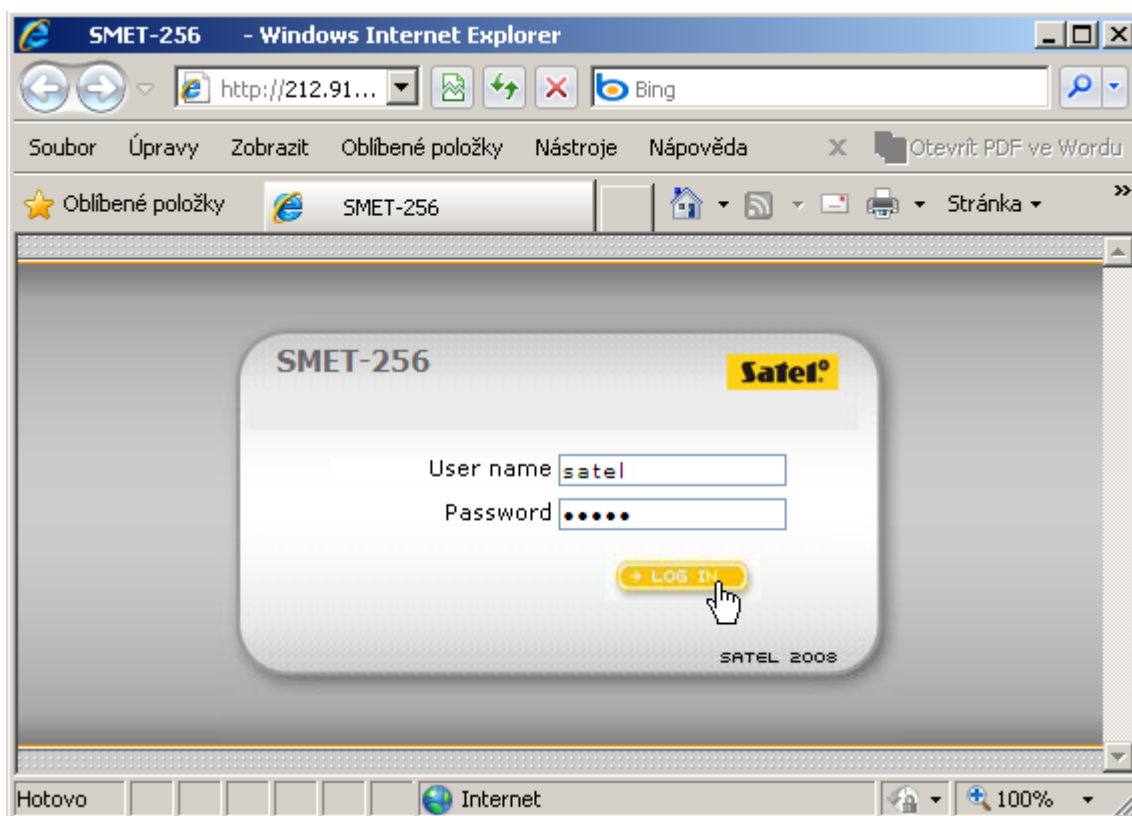 SMET-256 - Windows Internet Explorer
http://212.91... Bing
Soubor Úpravy Zobrazit Oblíbené položky Nástroje Nápověda X Otevřít PDF ve Wordu
Oblíbené položky SMET-256 Stránka »
SMET-256
Satel
User name satel
Password •••••
→ LOG IN
SATEL 2008
Hotovo Internet 100%